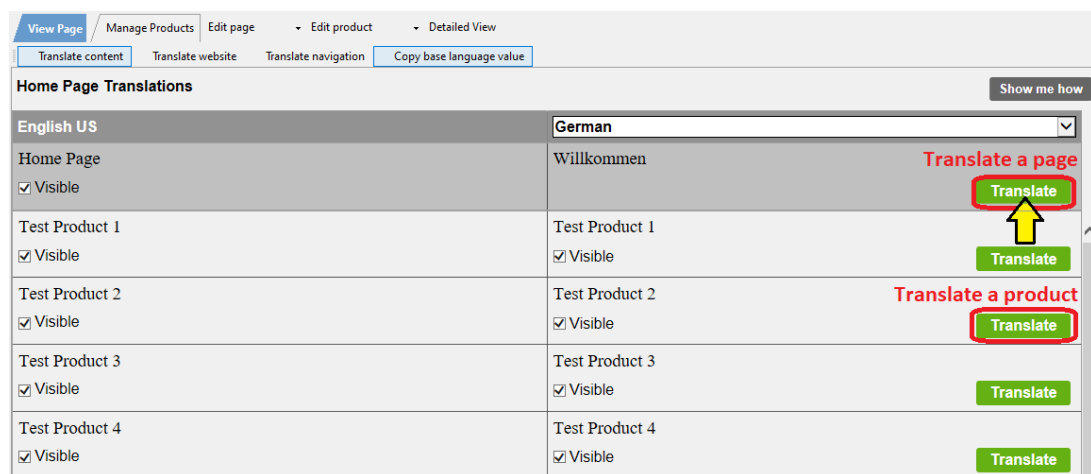 View Page Manage Products Edit page Edit product Detailed View
Translate content Translate website Translate navigation Copy base language value
Home Page Translations Show me how
English US German
Home Page Willkommen Translate a page
Visible Translate
Test Product 1 Test Product 1
Visible Visible Translate
Test Product 2 Test Product 2 Translate a product
Visible Visible Translate
Test Product 3 Test Product 3
Visible Visible Translate
Test Product 4 Test Product 4
Visible Visible Translate